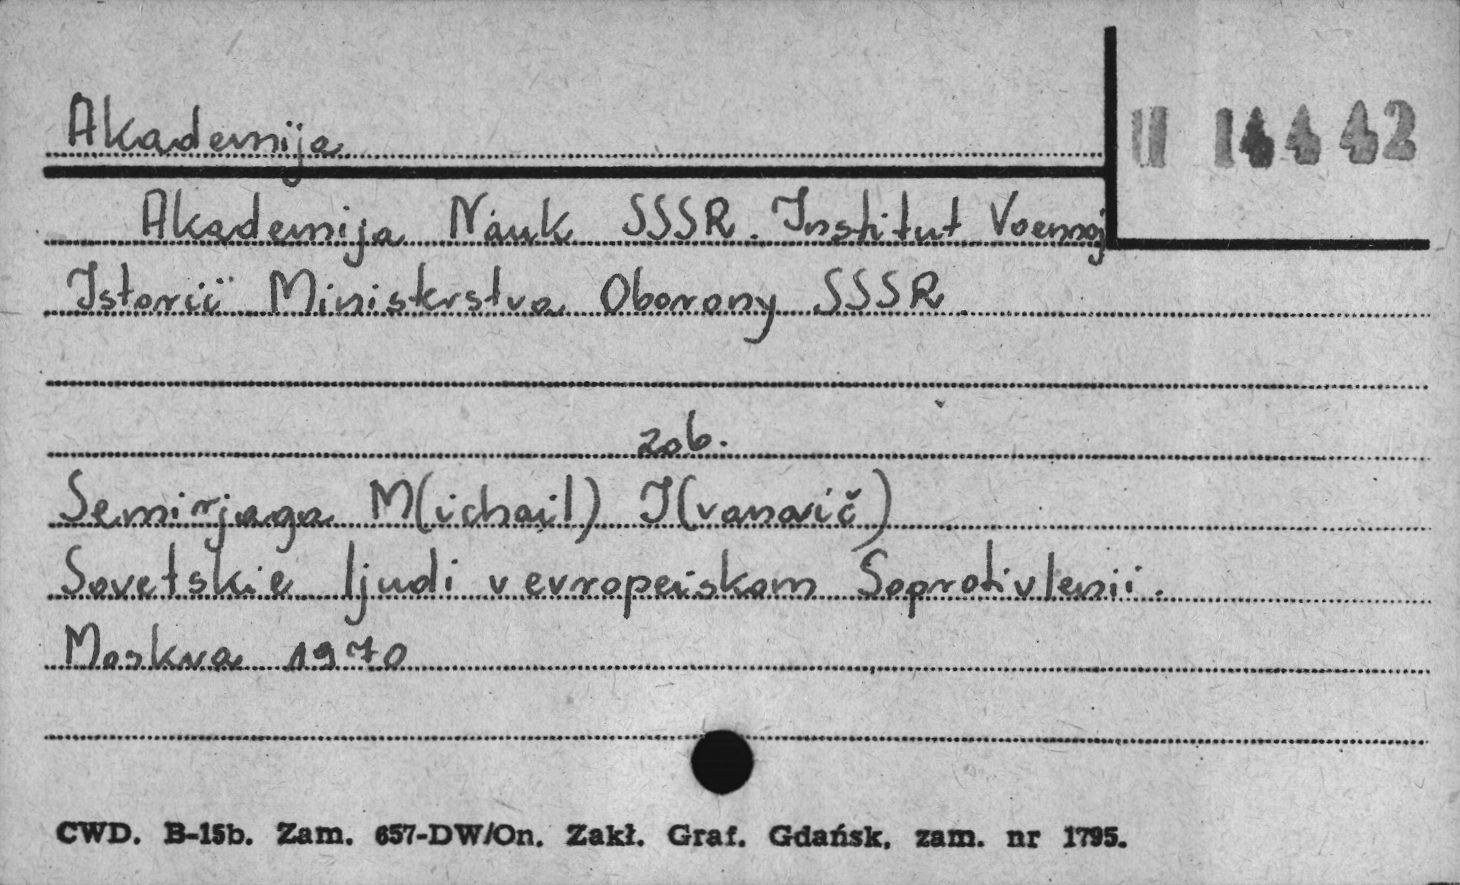 Akademija
II 14442
Akademija Nauk SSSR. Institut Voennoj
Istorii Ministerstva Oborony SSSR.
zob.
Semirjaga M(ichail) I(vanovič)
Sovetskie ljudi v evropeiskom Soprotivlenii.
Moskva 1970
CWD. B-15b. Zam. 657-DW/On. Zakł. Graf. Gdańsk, zam. nr 1795.